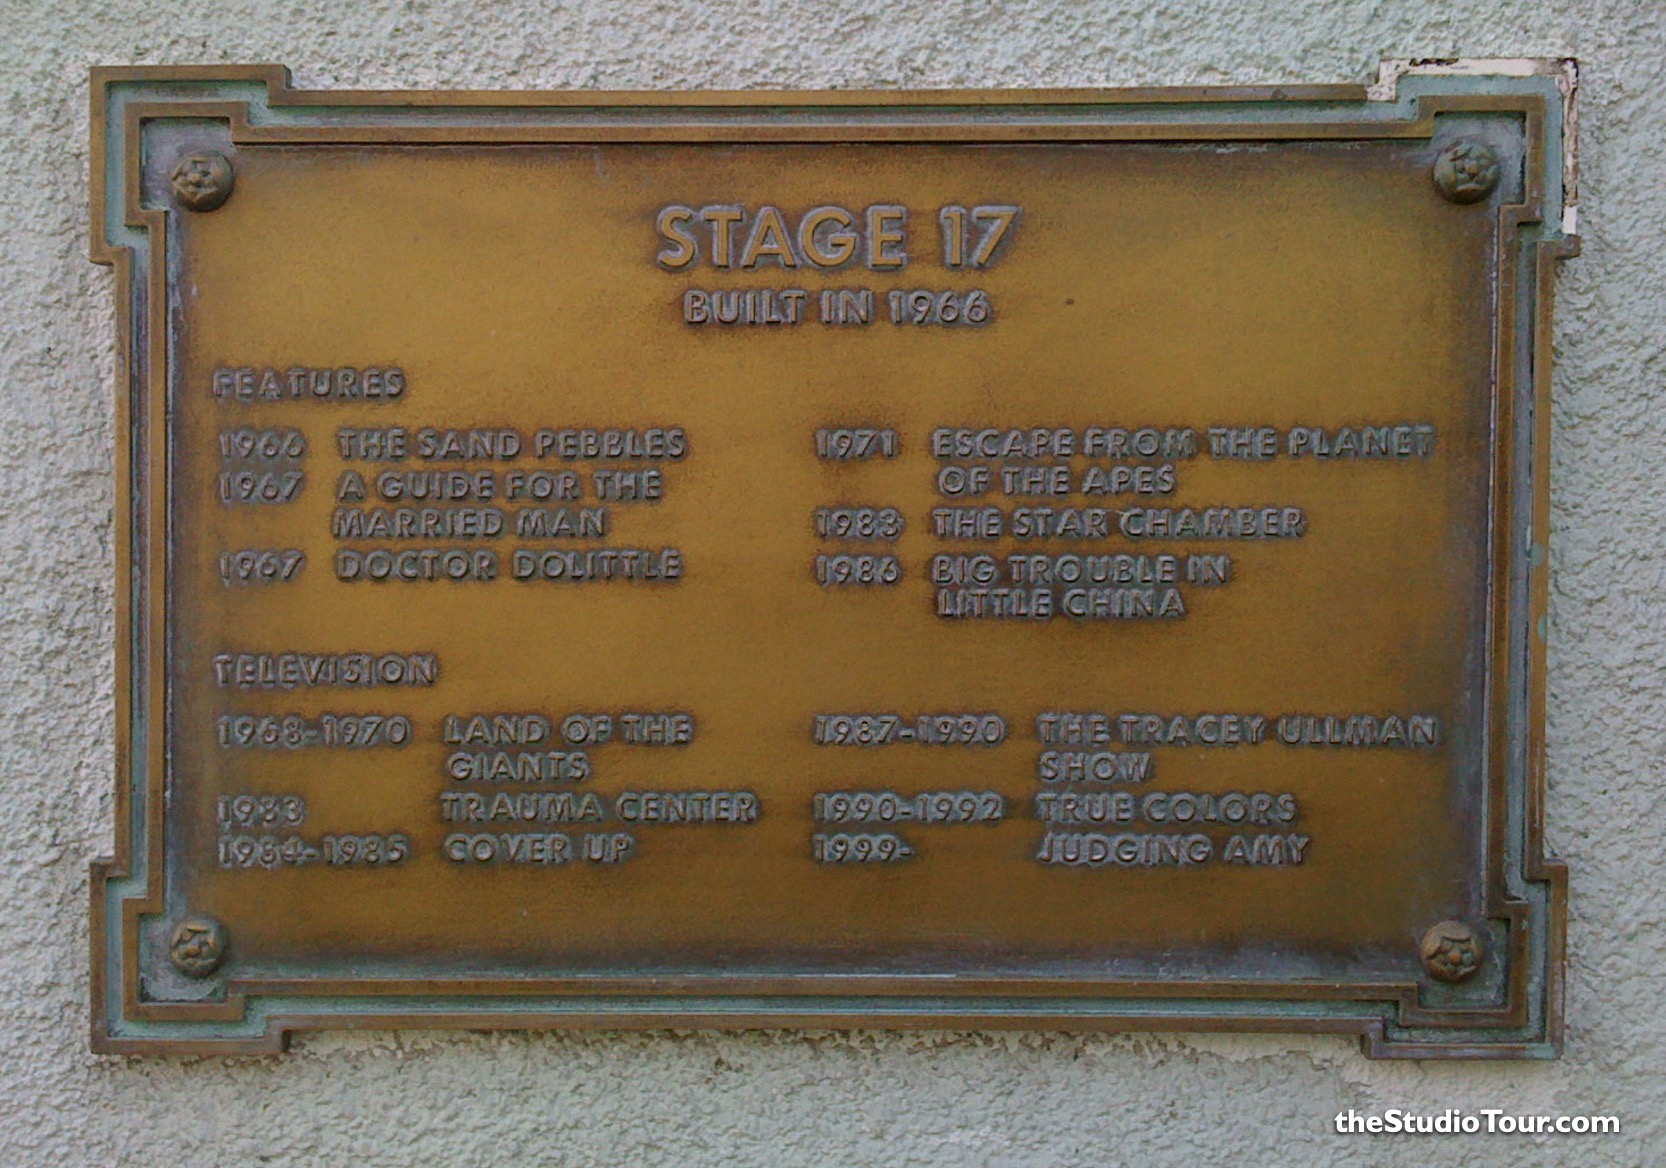 STAGE 17
BUILT IN 1966
FEATURES
1966 THE SAND PEBBLES
1967 A GUIDE FOR THE
MARRIED MAN
1967 DOCTOR DOLITTLE
1971 ESCAPE FROM THE PLANET
OF THE APES
1983 THE STAR CHAMBER
1986 BIG TROUBLE IN
LITTLE CHINA
TELEVISION
1968-1970 LAND OF THE
GIANTS
1983 TRAUMA CENTER
1984-1985 COVER UP
1987-1990 THE TRACEY ULLMAN
SHOW
1990-1992 TRUE COLORS
1999- JUDGING AMY
theStudioTour.com